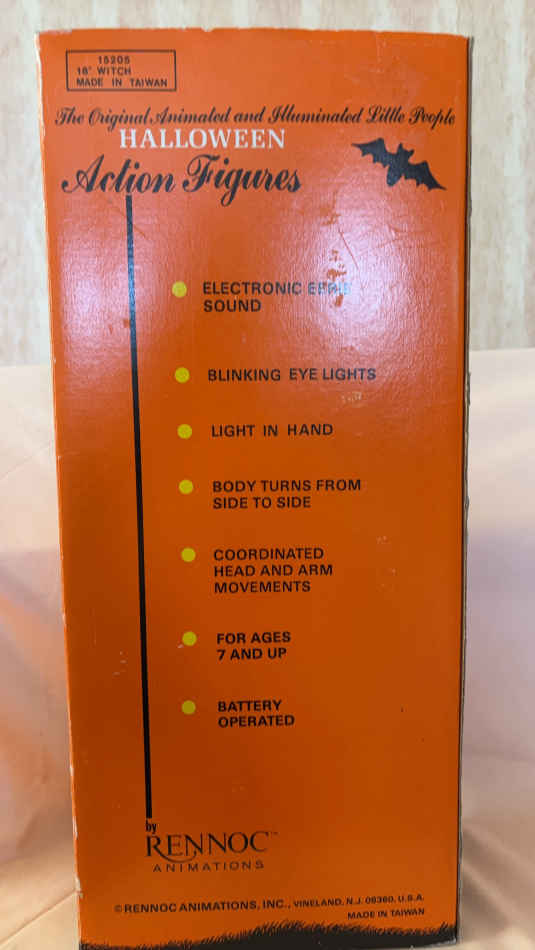 15205
18" WITCH
MADE IN TAIWAN
The Original Animated and Illuminated Little People
HALLOWEEN
Action Figures
ELECTRONIC EERIE
SOUND
BLINKING EYE LIGHTS
LIGHT IN HAND
BODY TURNS FROM
SIDE TO SIDE
COORDINATED
HEAD AND ARM
MOVEMENTS
FOR AGES
7 AND UP
BATTERY
OPERATED
by
RENNOC™
ANIMATIONS
© RENNOC ANIMATIONS, INC., VINELAND, N.J. 08360, U.S.A.
MADE IN TAIWAN